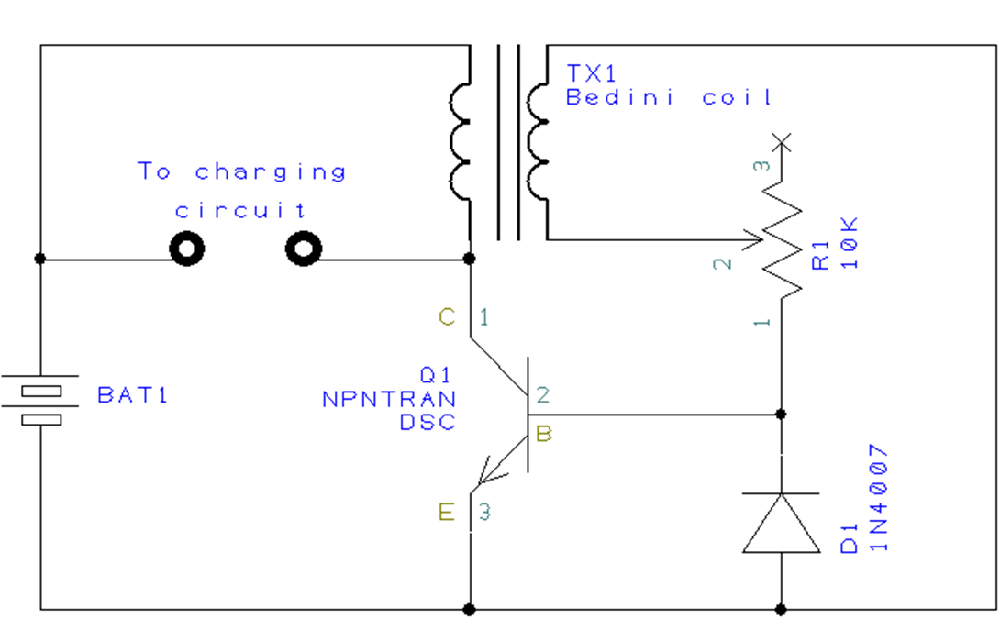 TX1
Bedini coil
To charging
circuit
3
2
R1
10K
1
C 1
BAT1
Q1
NPNTRAN
DSC
2
B
E 3
D1
1N4007